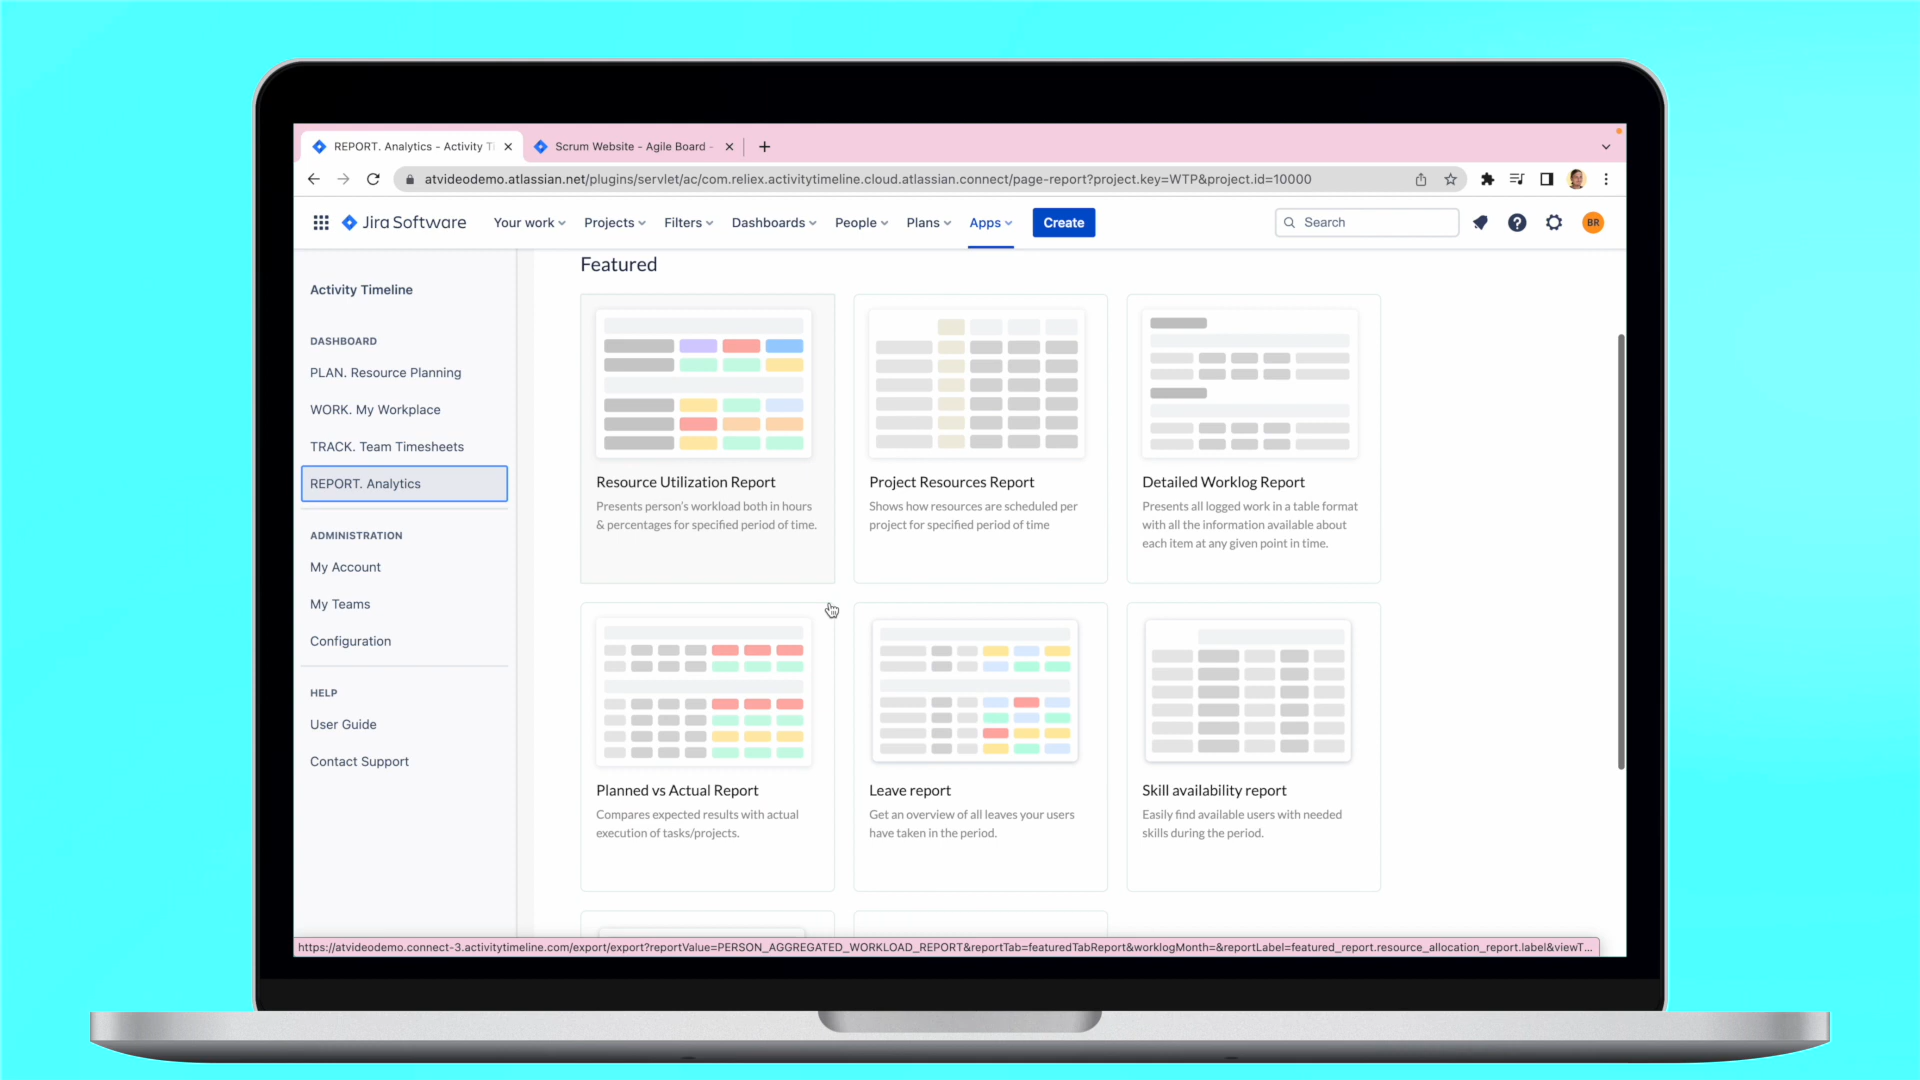 REPORT. Analytics - Activity Ti
Scrum Website - Agile Board -
atvideodemo.atlassian.net/plugins/servlet/ac/com.reliex.activitytimeline.cloud.atlassian.connect/page-report?project.key=WTP&project.id=10000
Jira Software Your work Projects Filters Dashboards People Plans Apps Create Search BR
Activity Timeline
DASHBOARD
PLAN. Resource Planning
WORK. My Workplace
TRACK. Team Timesheets
REPORT. Analytics
ADMINISTRATION
My Account
My Teams
Configuration
HELP
User Guide
Contact Support
Featured
Resource Utilization Report
Presents person's workload both in hours
& percentages for specified period of time.
Project Resources Report
Shows how resources are scheduled per
project for specified period of time
Detailed Worklog Report
Presents all logged work in a table format
with all the information available about
each item at any given point in time.
Planned vs Actual Report
Compares expected results with actual
execution of tasks/projects.
Leave report
Get an overview of all leaves your users
have taken in the period.
Skill availability report
Easily find available users with needed
skills during the period.
https://atvideodemo.connect-3.activitytimeline.com/export/export?reportValue=PERSON_AGGREGATED_WORKLOAD_REPORT&reportTab=featuredTabReport&worklogMonth=&reportLabel=featured_report.resource_allocation_report.label&viewT...